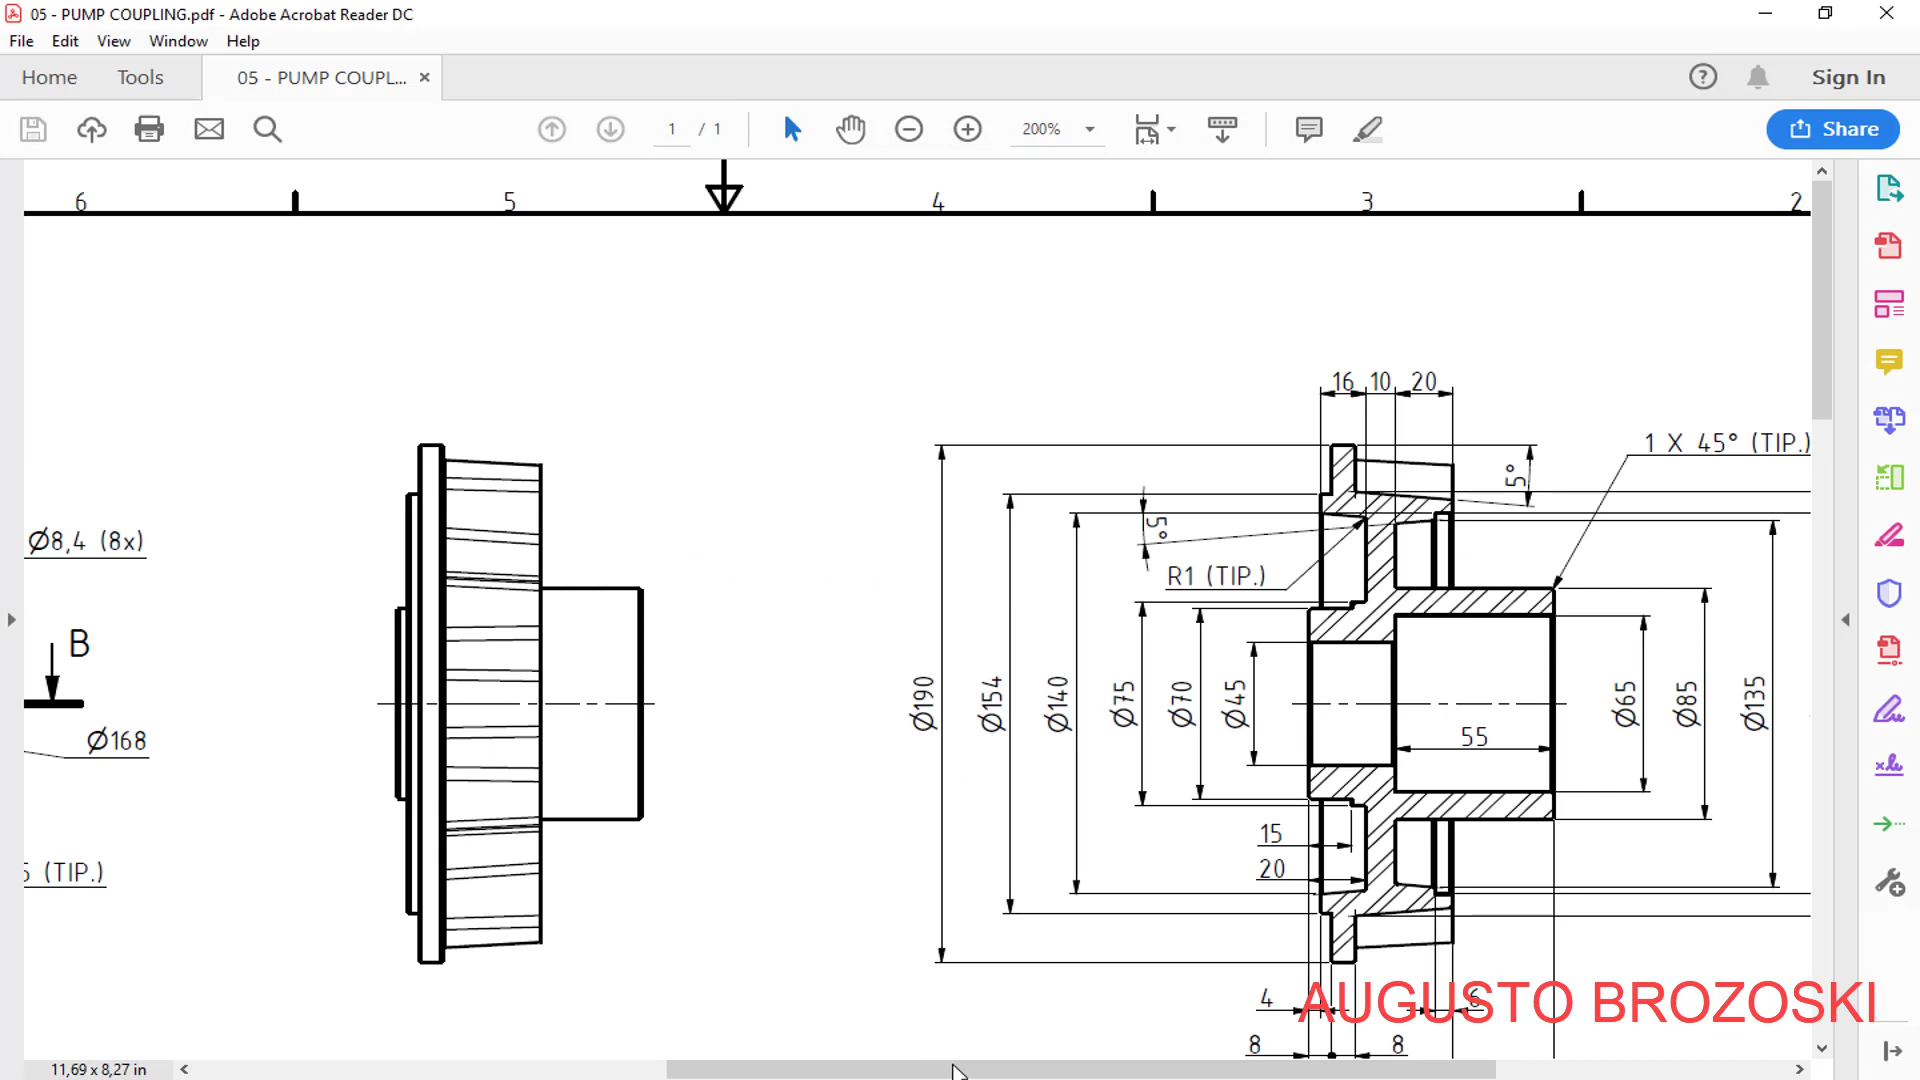 05 - PUMP COUPLING.pdf - Adobe Acrobat Reader DC
File Edit View Window Help
Home Tools 05 - PUMP COUPL... × Sign In
1 / 1 200% Share
6 5 4 3 2
16 10 20
1 X 45° (TIP.)
5°
5°
Ø8,4 (8x)
R1 (TIP.)
B
Ø190 Ø154 Ø140 Ø75 Ø70 Ø45 Ø65 Ø85 Ø135
55
Ø168
15
20
(TIP.)
4 6
AUGUSTO BROZOSKI
8 8
11,69 x 8,27 in